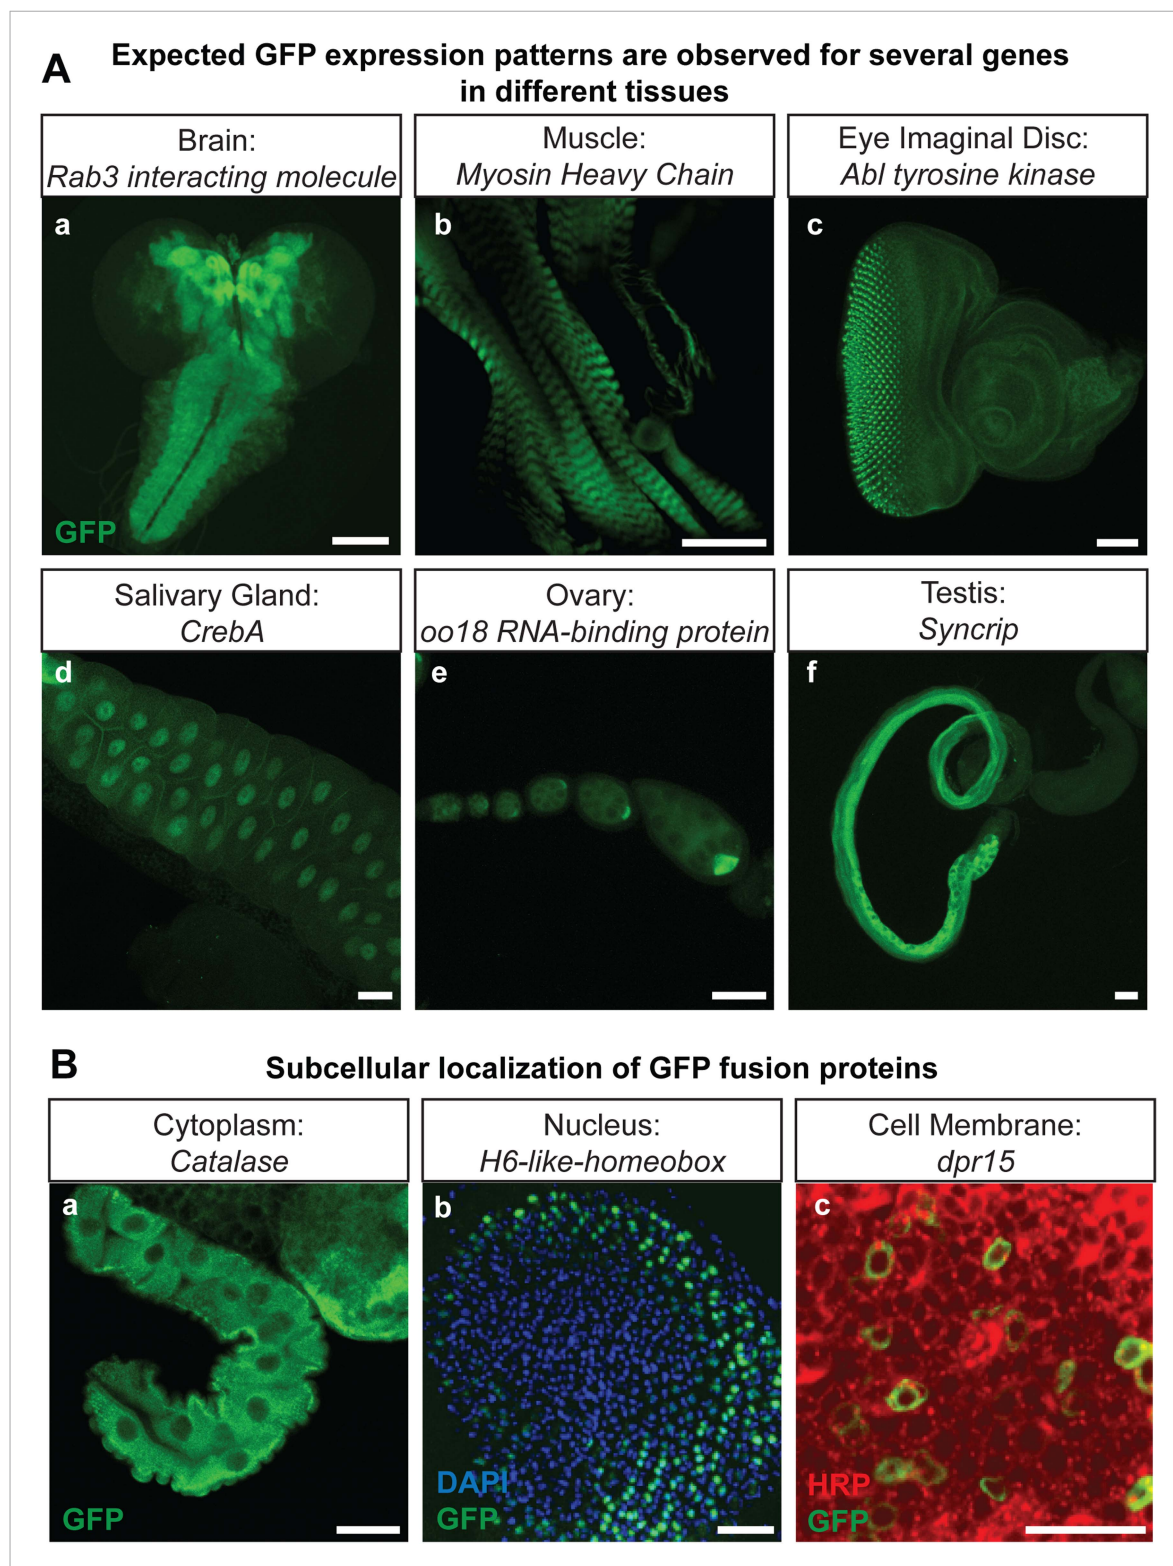 A
Expected GFP expression patterns are observed for several genes
in different tissues
Brain:
Rab3 interacting molecule
Muscle:
Myosin Heavy Chain
Eye Imaginal Disc:
Abl tyrosine kinase
a
b
c
GFP
Salivary Gland:
CrebA
Ovary:
oo18 RNA-binding protein
Testis:
Syncrip
d
e
f
B
Subcellular localization of GFP fusion proteins
Cytoplasm:
Catalase
Nucleus:
H6-like-homeobox
Cell Membrane:
dpr15
a
b
c
GFP
DAPI
GFP
HRP
GFP